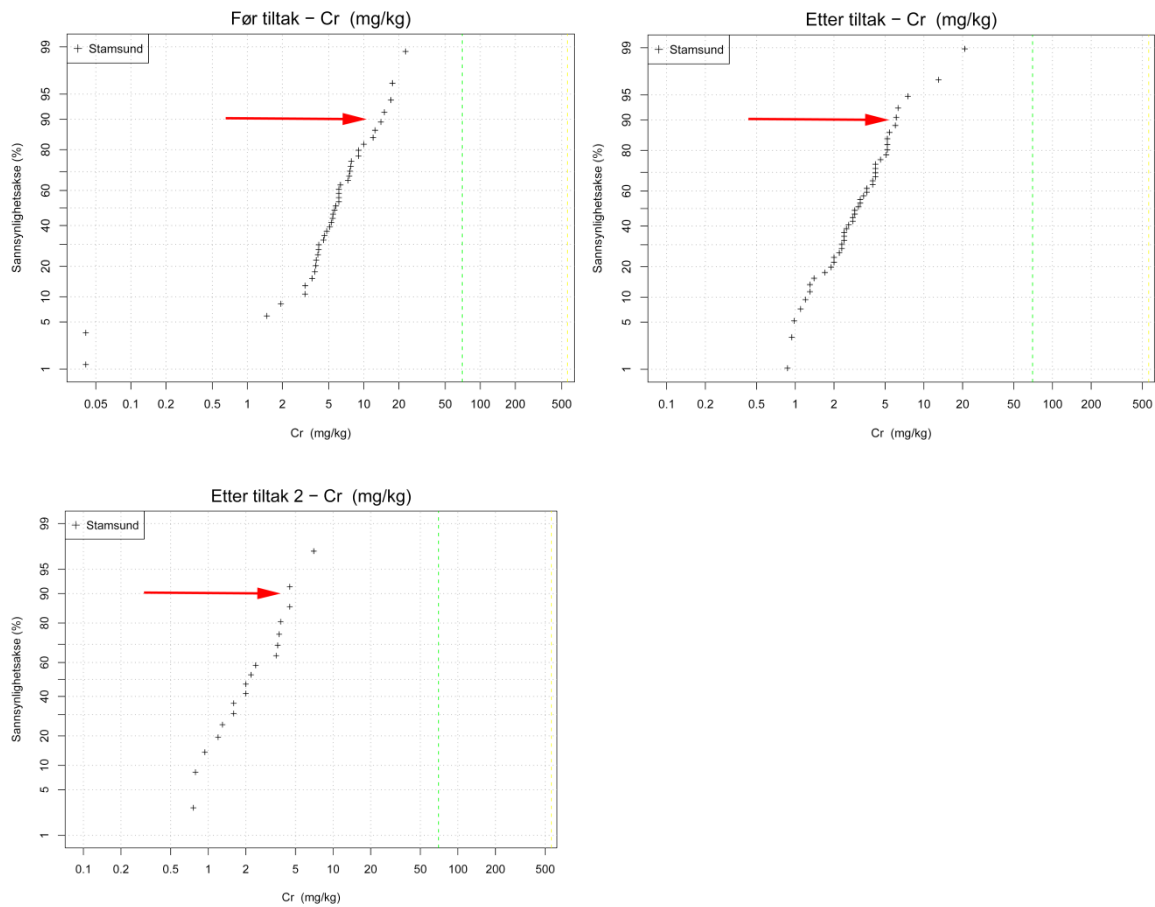 Før tiltak − Cr (mg/kg)
+ Stamsund
Sannsynlighetsakse (%)
99
95
90
80
60
40
20
10
5
1
0.05 0.1 0.2 0.5 1 2 5 10 20 50 100 200 500
Cr (mg/kg)
Etter tiltak − Cr (mg/kg)
+ Stamsund
Sannsynlighetsakse (%)
99
95
90
80
60
40
20
10
5
1
0.1 0.2 0.5 1 2 5 10 20 50 100 200 500
Cr (mg/kg)
Etter tiltak 2 − Cr (mg/kg)
+ Stamsund
Sannsynlighetsakse (%)
99
95
90
80
60
40
20
10
5
1
0.1 0.2 0.5 1 2 5 10 20 50 100 200 500
Cr (mg/kg)